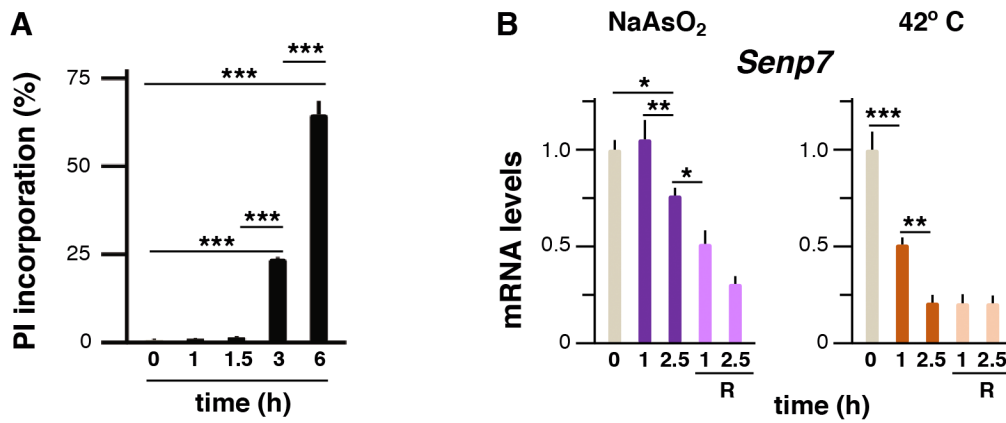 A
PI incorporation (%)
75
50
25
0
***
***
***
***
0 1 1.5 3 6
time (h)
B
NaAsO₂
42º C
Senp7
mRNA levels
1.0
0.5
0
*
**
*
0 1 2.5 1 2.5
R
1.0
0.5
0
***
**
0 1 2.5 1 2.5
R
time (h)